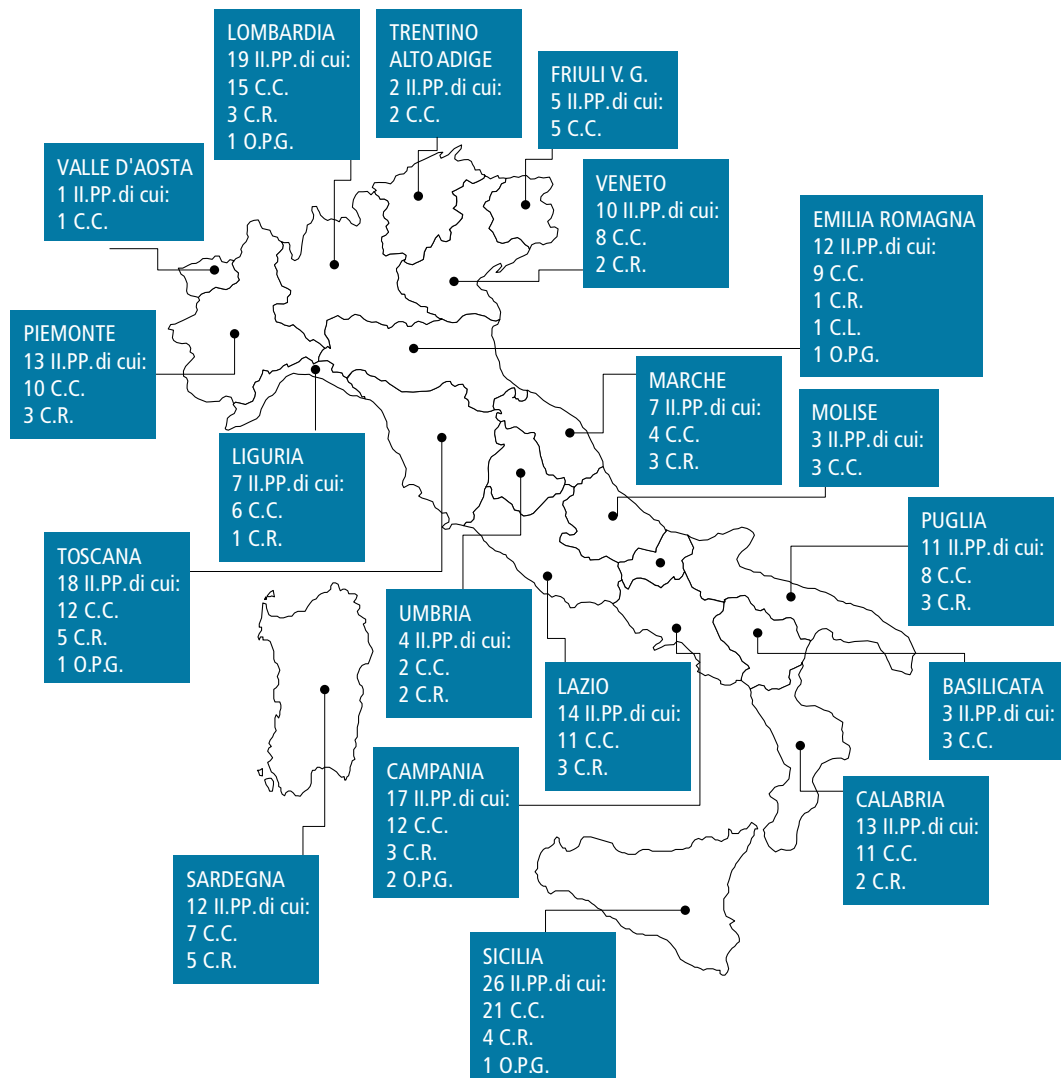 LOMBARDIA
19 II.PP. di cui:
15 C.C.
3 C.R.
1 O.P.G.
TRENTINO
ALTO ADIGE
2 II.PP. di cui:
2 C.C.
FRIULI V. G.
5 II.PP. di cui:
5 C.C.
VALLE D'AOSTA
1 II.PP. di cui:
1 C.C.
VENETO
10 II.PP. di cui:
8 C.C.
2 C.R.
EMILIA ROMAGNA
12 II.PP. di cui:
9 C.C.
1 C.R.
1 C.L.
1 O.P.G.
PIEMONTE
13 II.PP. di cui:
10 C.C.
3 C.R.
MARCHE
7 II.PP. di cui:
4 C.C.
3 C.R.
MOLISE
3 II.PP. di cui:
3 C.C.
LIGURIA
7 II.PP. di cui:
6 C.C.
1 C.R.
PUGLIA
11 II.PP. di cui:
8 C.C.
3 C.R.
TOSCANA
18 II.PP. di cui:
12 C.C.
5 C.R.
1 O.P.G.
UMBRIA
4 II.PP. di cui:
2 C.C.
2 C.R.
LAZIO
14 II.PP. di cui:
11 C.C.
3 C.R.
BASILICATA
3 II.PP. di cui:
3 C.C.
CAMPANIA
17 II.PP. di cui:
12 C.C.
3 C.R.
2 O.P.G.
CALABRIA
13 II.PP. di cui:
11 C.C.
2 C.R.
SARDEGNA
12 II.PP. di cui:
7 C.C.
5 C.R.
SICILIA
26 II.PP. di cui:
21 C.C.
4 C.R.
1 O.P.G.